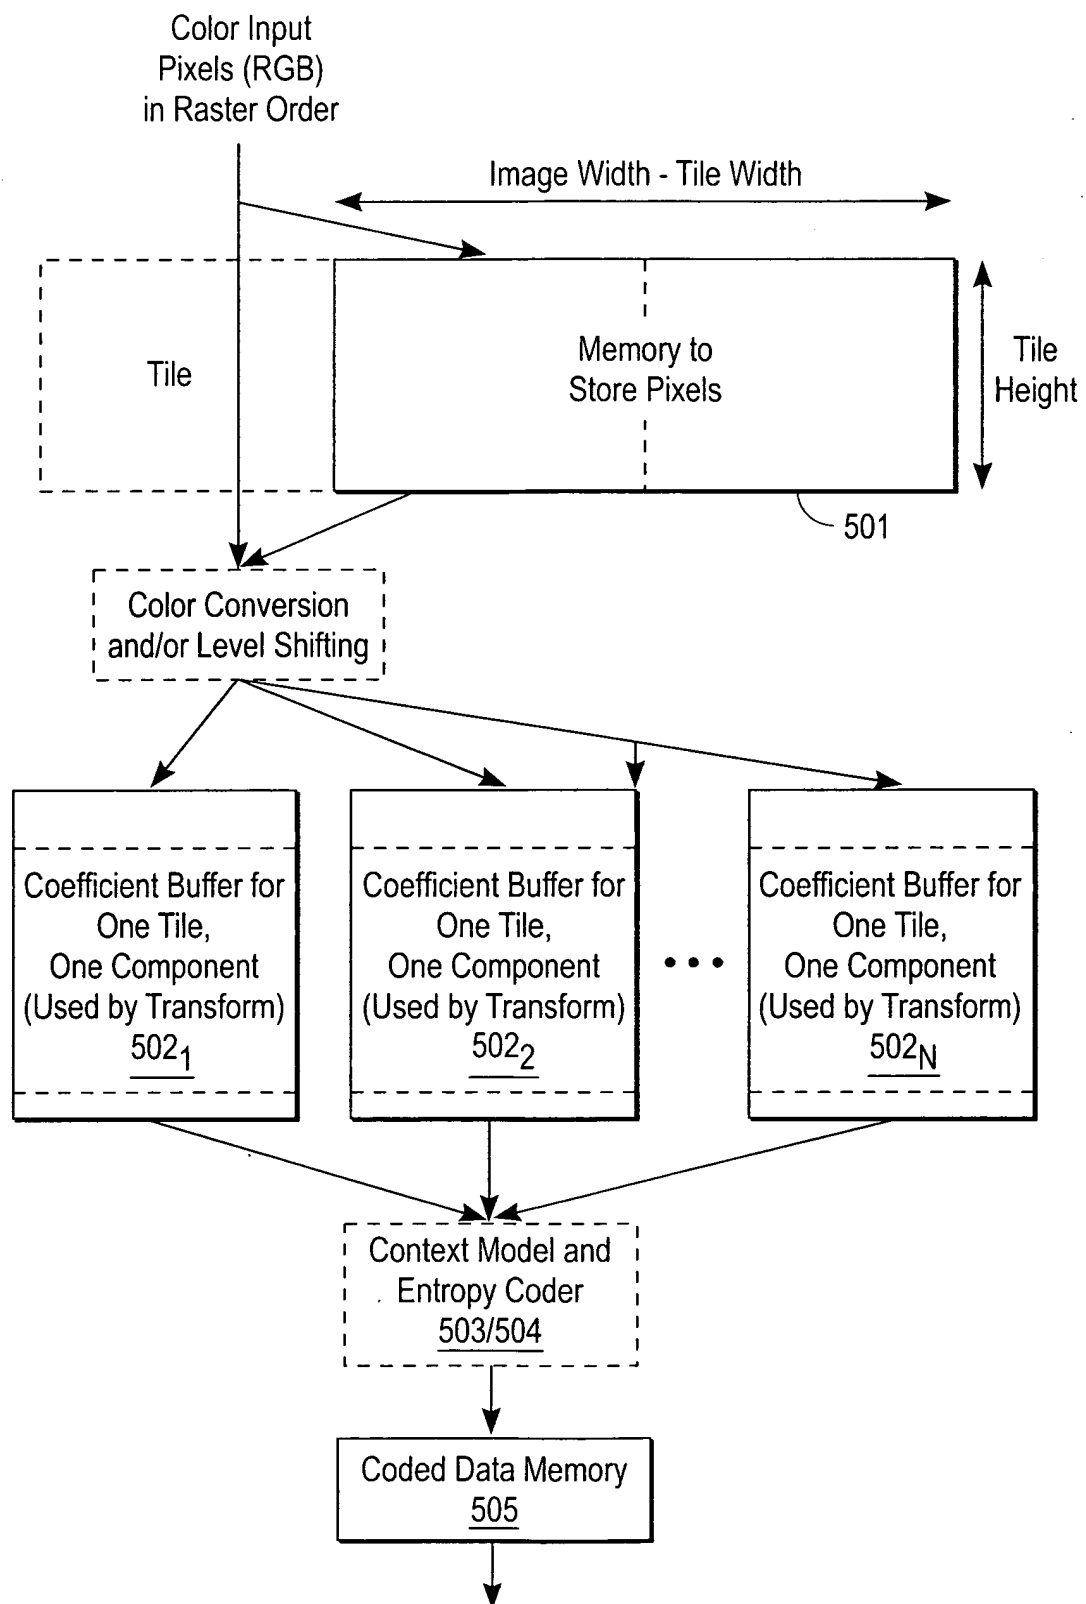 Color Input
Pixels (RGB)
in Raster Order
Image Width - Tile Width
Tile
Memory to
Store Pixels
Tile
Height
501
Color Conversion
and/or Level Shifting
Coefficient Buffer for
One Tile,
One Component
(Used by Transform)
502₁
Coefficient Buffer for
One Tile,
One Component
(Used by Transform)
502₂
• • •
Coefficient Buffer for
One Tile,
One Component
(Used by Transform)
502N
Context Model and
Entropy Coder
503/504
Coded Data Memory
505